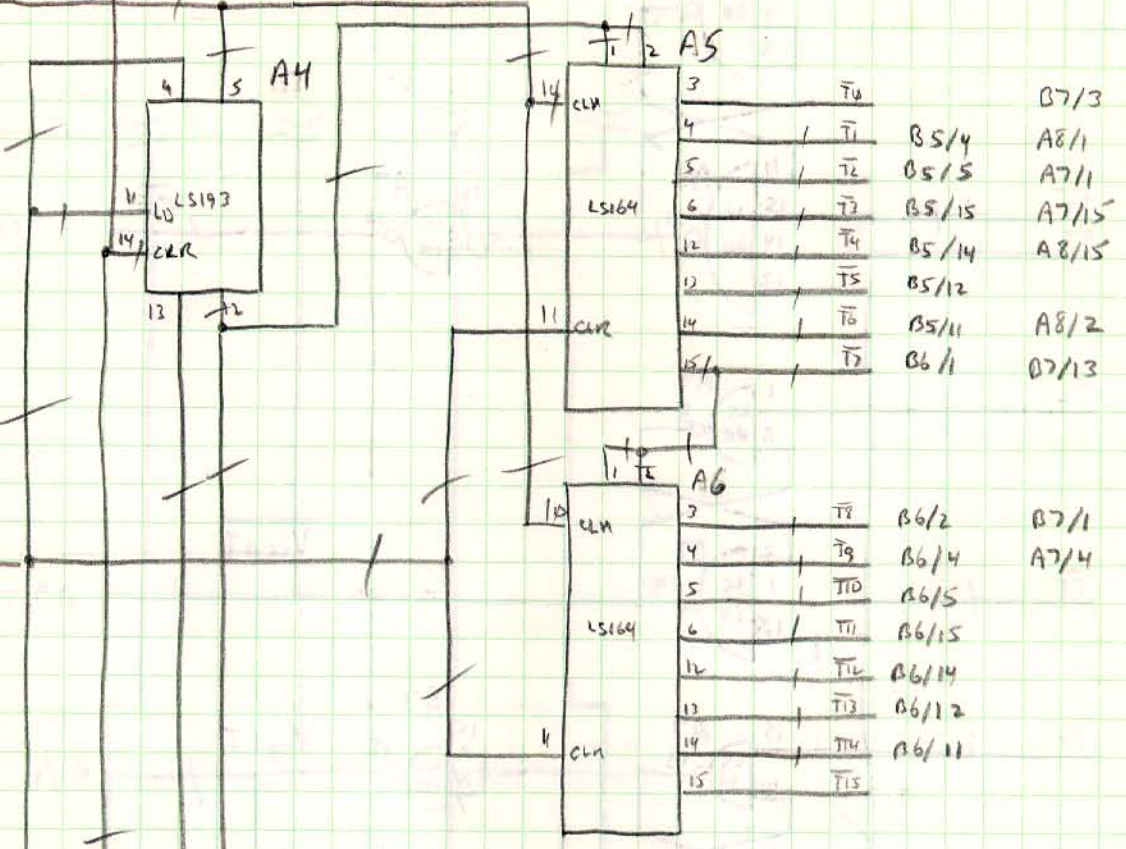 A4
4 5
11 LD LS193
14 CLR
13 12
1 2 A5
CLK
LS164
11 CLR
3 T0 B7/3
4 T1 B5/4 A8/1
5 T2 B5/5 A7/1
6 T3 B5/15 A7/15
12 T4 B5/14 A8/15
13 T5 B5/12
14 T6 B5/11 A8/2
15 T7 B6/1 B7/13
1 2 A6
10 CLK
LS164
11 CLR
3 T8 B6/2 B7/1
4 T9 B6/4 A7/4
5 T10 B6/5
6 T11 B6/15
12 T12 B6/14
13 T13 B6/12
14 T14 B6/11
15 T15